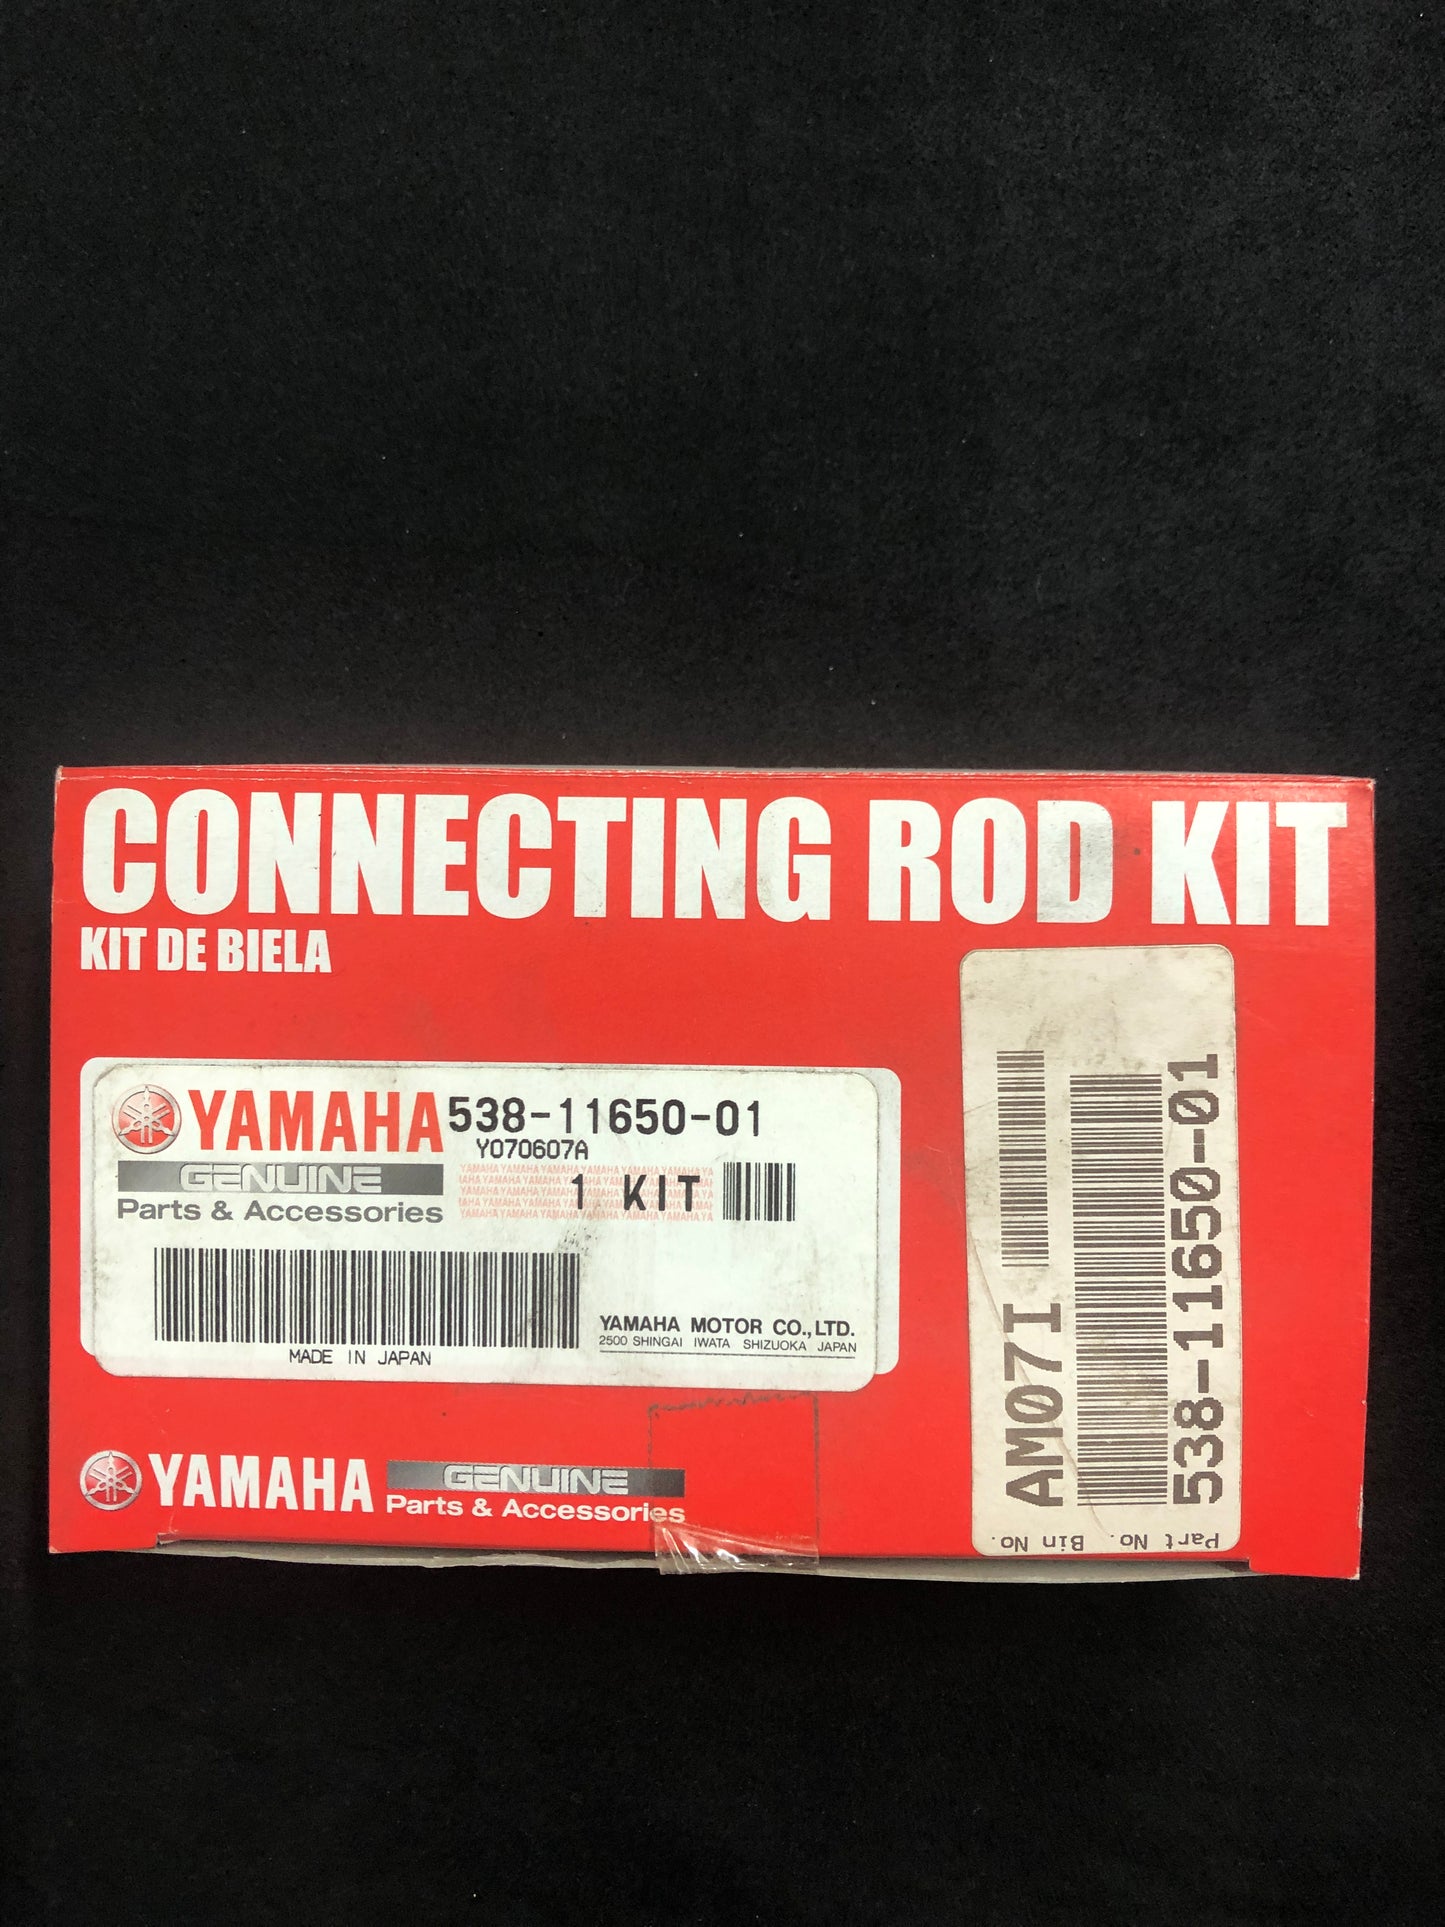 CONNECTING ROD KIT
KIT DE BIELA
YAMAHA 538-11650-01
Y070607A
GENUINE
1 KIT
Parts & Accessories
MADE IN JAPAN
YAMAHA MOTOR CO.,LTD.
2500 SHINGAI IWATA SHIZUOKA JAPAN
YAMAHA GENUINE
Parts & Accessories
AM07I
538-11650-01
Bin No.
Part No.